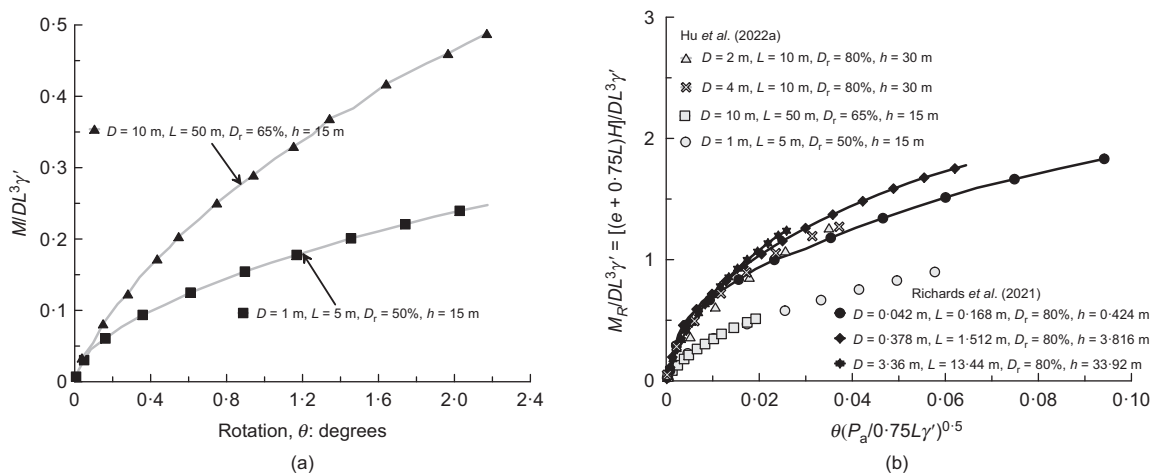 0·5
0·4
0·3
0·2
0·1
0
M/DL³γ′
D = 10 m, L = 50 m, Dr = 65%, h = 15 m
D = 1 m, L = 5 m, Dr = 50%, h = 15 m
0 0·4 0·8 1·2 1·6 2·0 2·4
Rotation, θ: degrees
(a)
3
2
1
0
M_R/DL³γ′ = [(e + 0·75L)H]/DL³γ′
Hu et al. (2022a)
D = 2 m, L = 10 m, Dr = 80%, h = 30 m
D = 4 m, L = 10 m, Dr = 80%, h = 30 m
D = 10 m, L = 50 m, Dr = 65%, h = 15 m
D = 1 m, L = 5 m, Dr = 50%, h = 15 m
Richards et al. (2021)
D = 0·042 m, L = 0·168 m, Dr = 80%, h = 0·424 m
D = 0·378 m, L = 1·512 m, Dr = 80%, h = 3·816 m
D = 3·36 m, L = 13·44 m, Dr = 80%, h = 33·92 m
0 0·02 0·04 0·06 0·08 0·10
θ(Pa/0·75Lγ′)^0·5
(b)